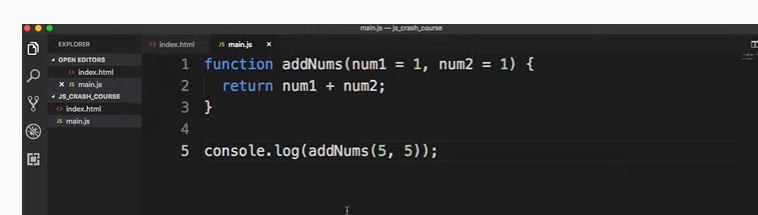 main.js — js_crash_course
EXPLORER
OPEN EDITORS
<> index.html
× JS main.js
JS_CRASH_COURSE
<> index.html
JS main.js
<> index.html JS main.js ×
1 function addNums(num1 = 1, num2 = 1) {
2 return num1 + num2;
3 }
4
5 console.log(addNums(5, 5));